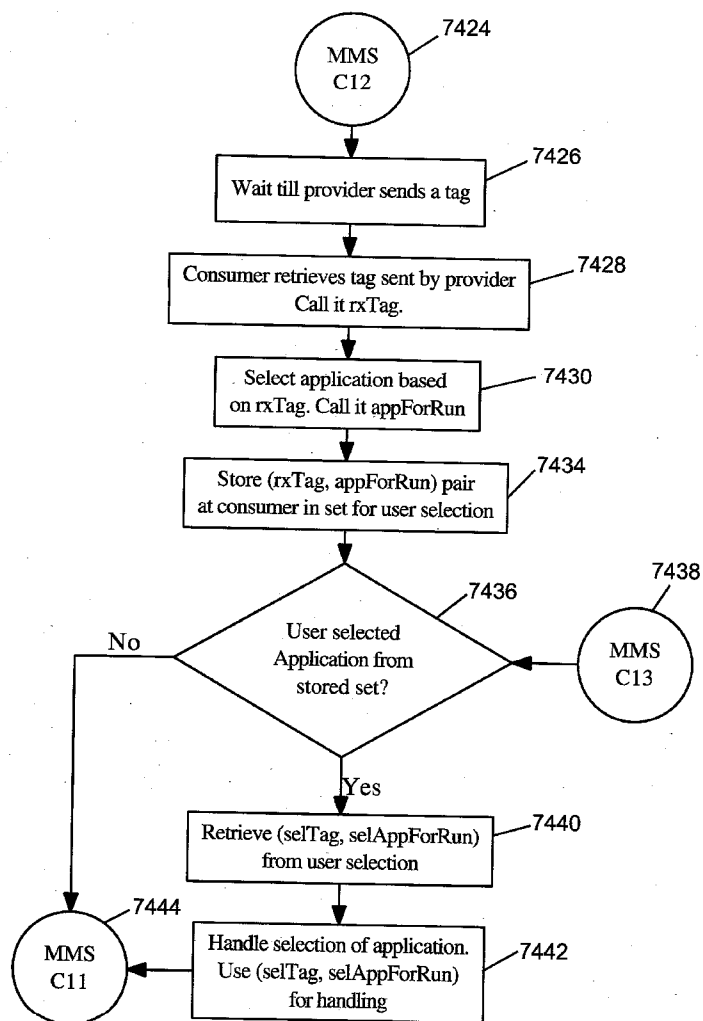 7424
MMS
C12
7426
Wait till provider sends a tag
7428
Consumer retrieves tag sent by provider
Call it rxTag.
7430
Select application based
on rxTag. Call it appForRun
7434
Store (rxTag, appForRun) pair
at consumer in set for user selection
7436
7438
No
User selected
Application from
stored set?
MMS
C13
Yes
7440
Retrieve (selTag, selAppForRun)
from user selection
7444
MMS
C11
7442
Handle selection of application.
Use (selTag, selAppForRun)
for handling